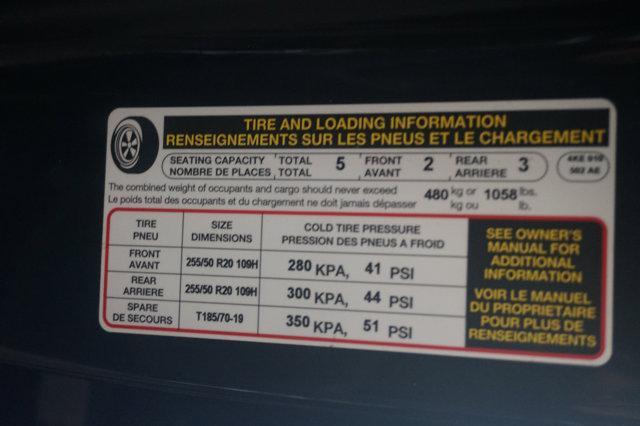 TIRE AND LOADING INFORMATION
RENSEIGNEMENTS SUR LES PNEUS ET LE CHARGEMENT
SEATING CAPACITY TOTAL 5 FRONT 2 REAR 3
NOMBRE DE PLACES TOTAL AVANT ARRIERE
4KE 010
502 AE
The combined weight of occupants and cargo should never exceed 480 kg or 1058 lbs.
Le poids total des occupants et du chargement ne doit jamais dépasser kg ou lb.
TIRE SIZE COLD TIRE PRESSURE
PNEU DIMENSIONS PRESSION DES PNEUS A FROID
FRONT
AVANT 255/50 R20 109H 280 KPA, 41 PSI
REAR
ARRIERE 255/50 R20 109H 300 KPA, 44 PSI
SPARE
DE SECOURS T185/70-19 350 KPA, 51 PSI
SEE OWNER'S
MANUAL FOR
ADDITIONAL
INFORMATION
VOIR LE MANUEL
DU PROPRIETAIRE
POUR PLUS DE
RENSEIGNEMENTS